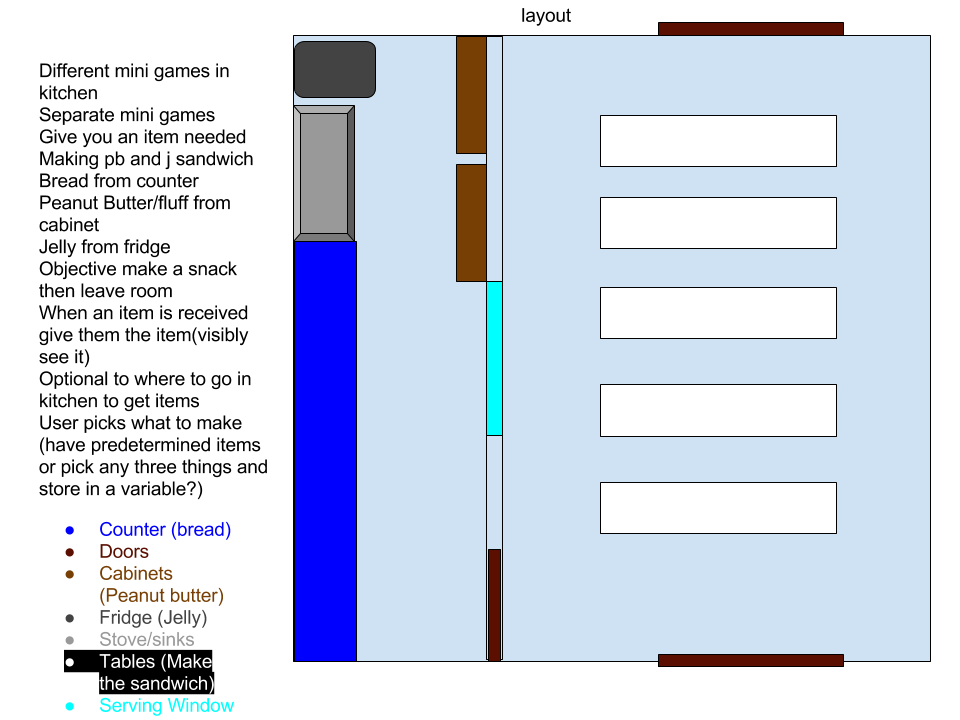 layout
Different mini games in
kitchen
Separate mini games
Give you an item needed
Making pb and j sandwich
Bread from counter
Peanut Butter/fluff from
cabinet
Jelly from fridge
Objective make a snack
then leave room
When an item is received
give them the item(visibly
see it)
Optional to where to go in
kitchen to get items
User picks what to make
(have predetermined items
or pick any three things and
store in a variable?)
● Counter (bread)
● Doors
● Cabinets
(Peanut butter)
● Fridge (Jelly)
● Stove/sinks
● Tables (Make
the sandwich)
● Serving Window